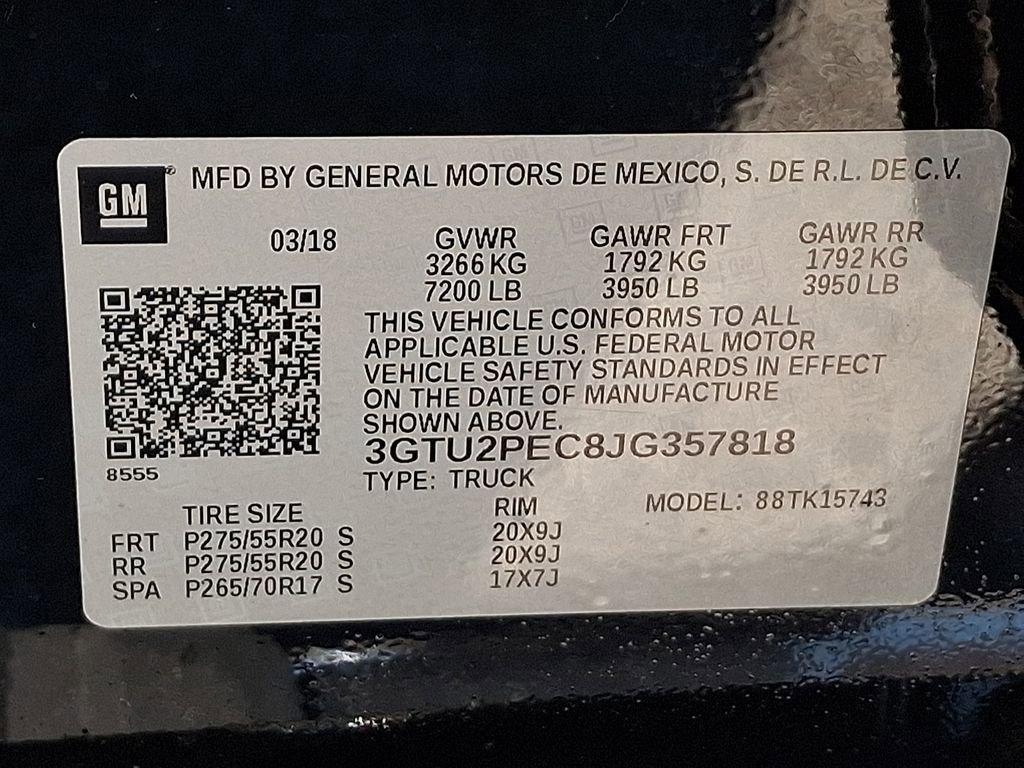 GM® MFD BY GENERAL MOTORS DE MEXICO, S. DE R.L. DE C.V.
03/18 GVWR GAWR FRT GAWR RR
3266 KG 1792 KG 1792 KG
7200 LB 3950 LB 3950 LB
THIS VEHICLE CONFORMS TO ALL
APPLICABLE U.S. FEDERAL MOTOR
VEHICLE SAFETY STANDARDS IN EFFECT
ON THE DATE OF MANUFACTURE
SHOWN ABOVE.
3GTU2PEC8JG357818
8555
TYPE: TRUCK
TIRE SIZE RIM MODEL: 88TK15743
FRT P275/55R20 S 20X9J
RR P275/55R20 S 20X9J
SPA P265/70R17 S 17X7J